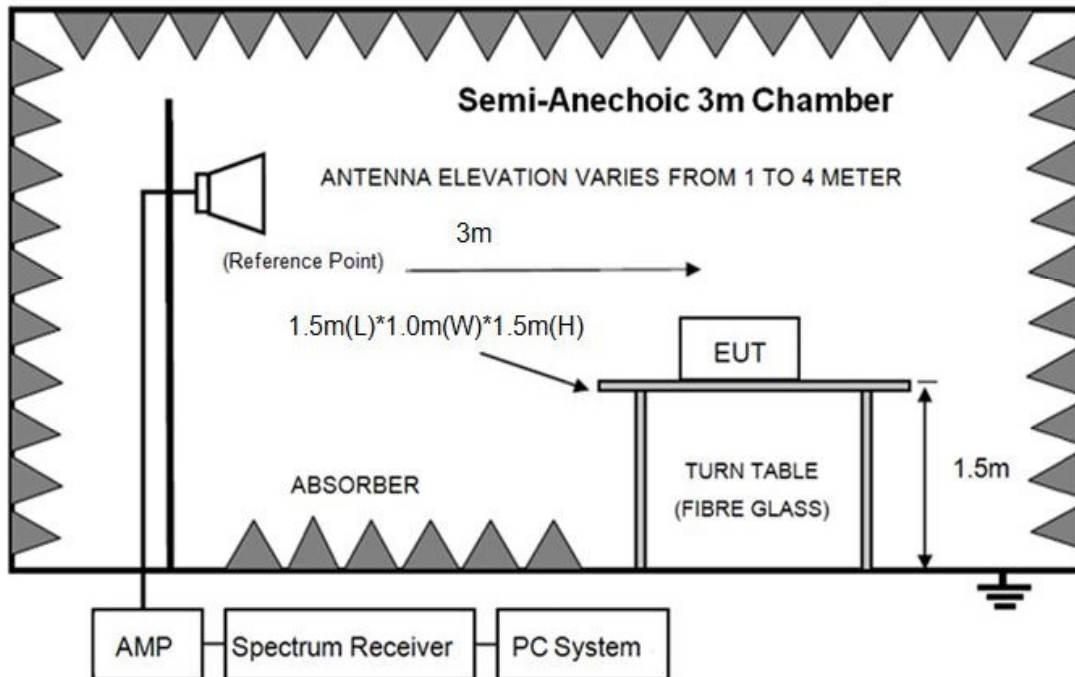 Semi-Anechoic 3m Chamber
ANTENNA ELEVATION VARIES FROM 1 TO 4 METER
3m
(Reference Point)
1.5m(L)*1.0m(W)*1.5m(H)
EUT
TURN TABLE
(FIBRE GLASS)
1.5m
ABSORBER
AMP
Spectrum Receiver
PC System